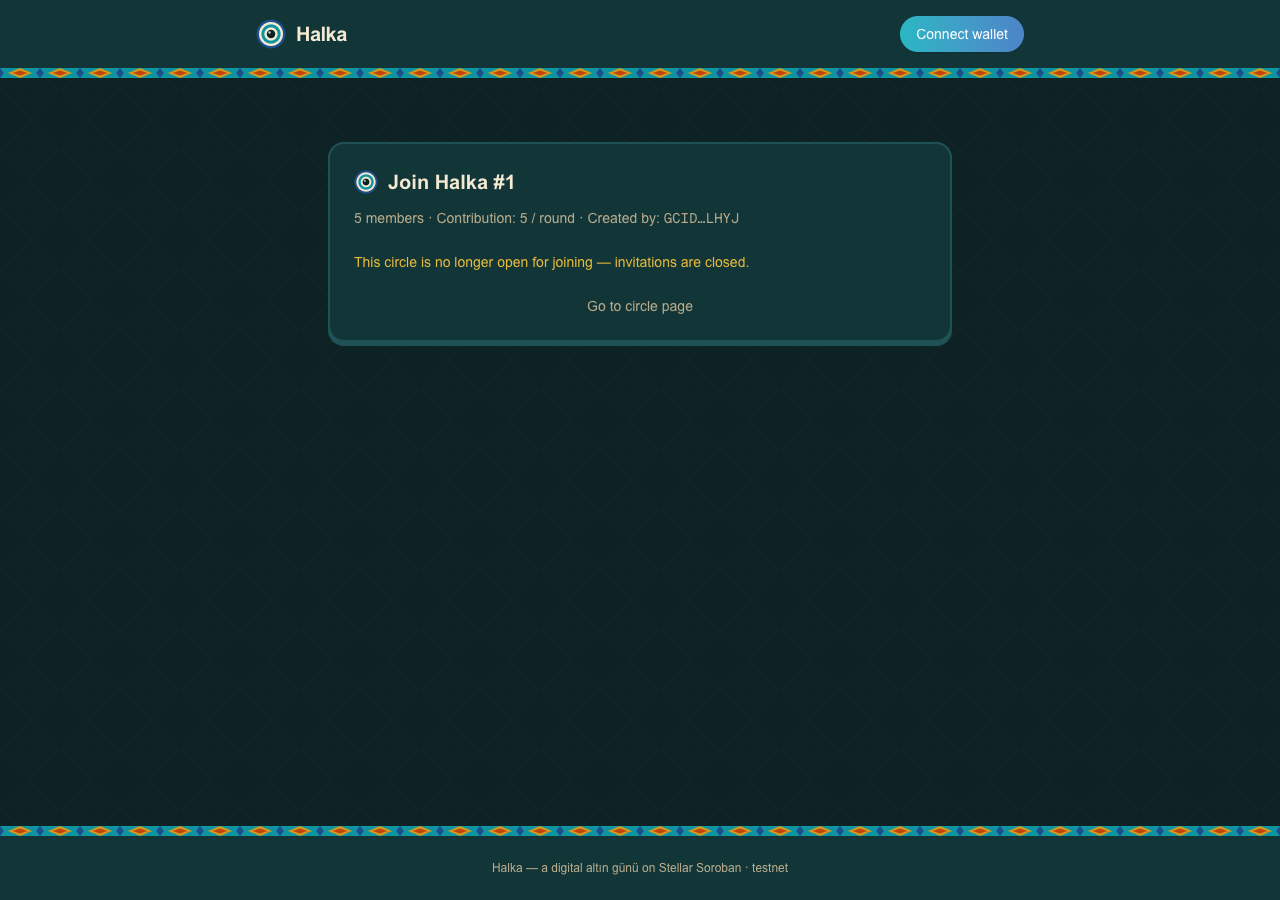 Halka
Connect wallet
Join Halka #1
5 members · Contribution: 5 / round · Created by: GCID…LHYJ
This circle is no longer open for joining — invitations are closed.
Go to circle page
Halka — a digital altın günü on Stellar Soroban · testnet